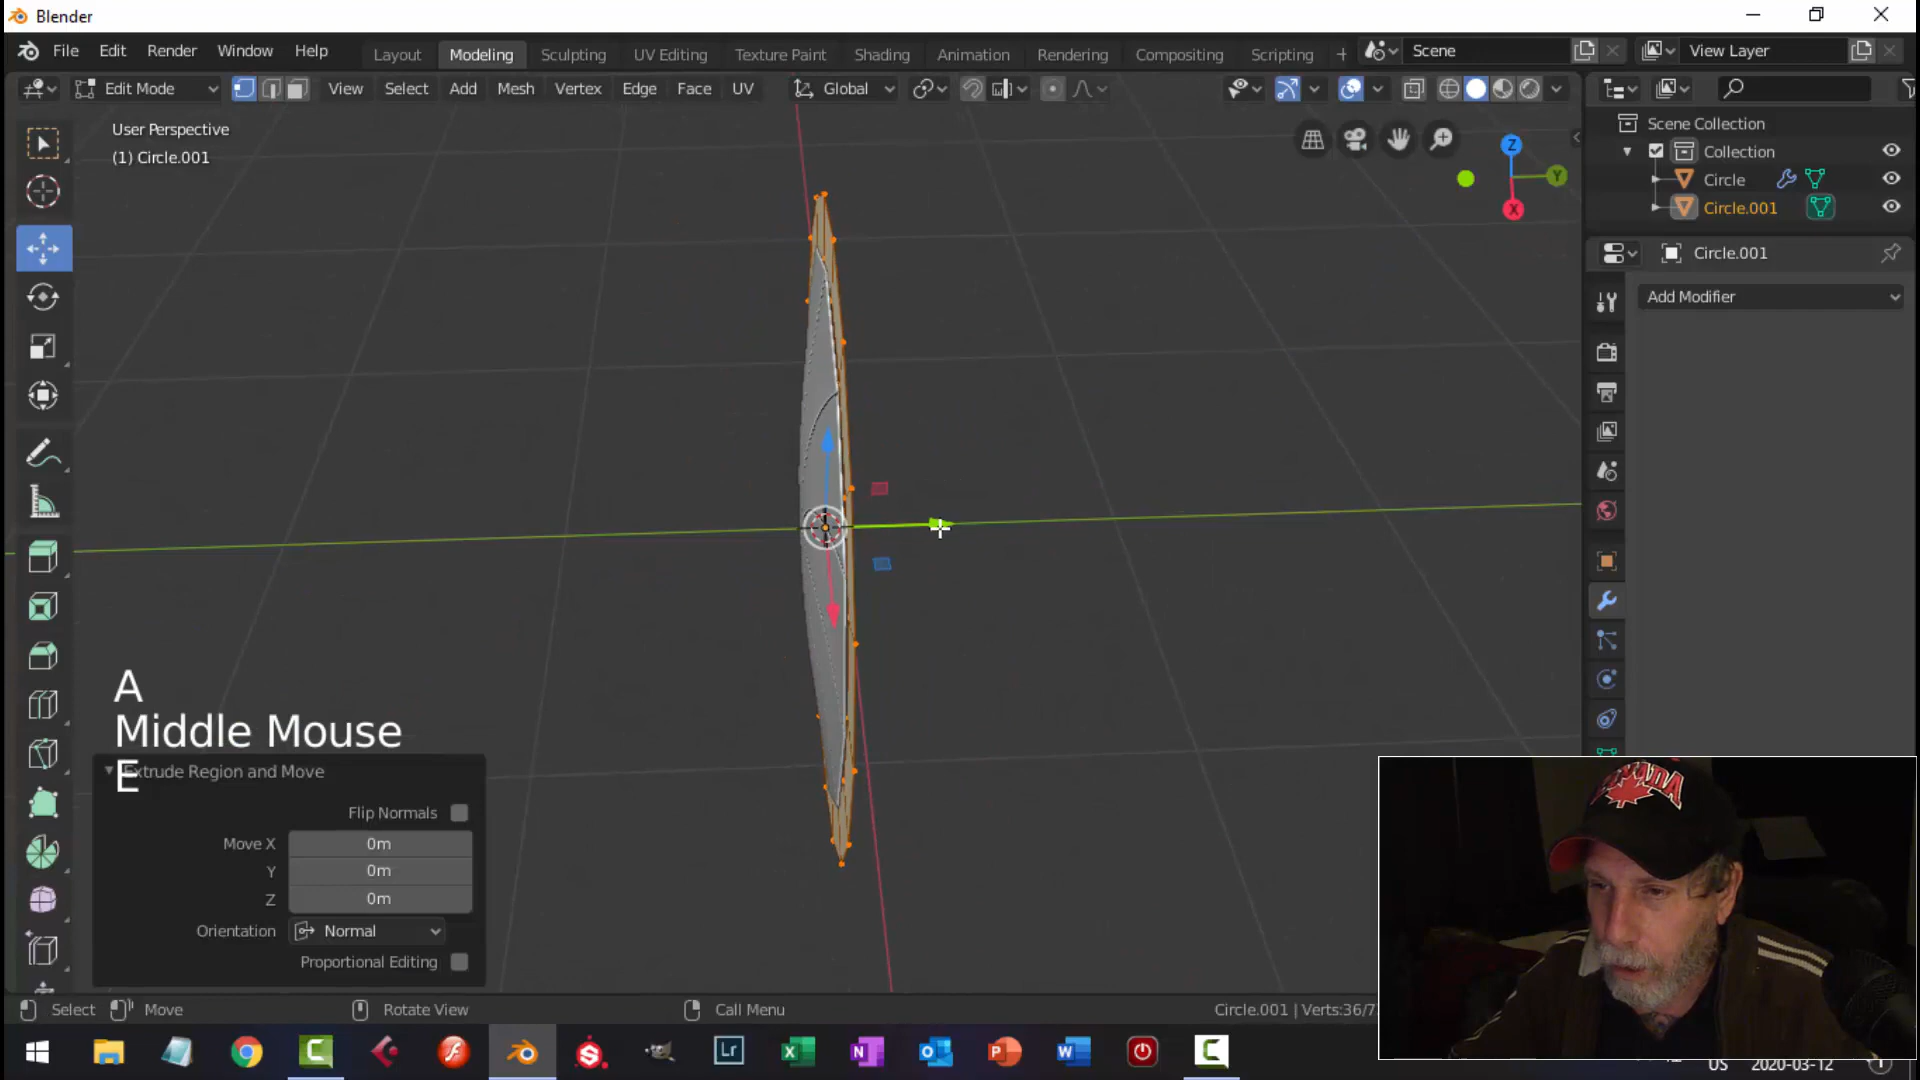 Blender
File Edit Render Window Help
Layout Modeling Sculpting UV Editing Texture Paint Shading Animation Rendering Compositing Scripting + Scene View Layer
Edit Mode View Select Add Mesh Vertex Edge Face UV Global
User Perspective
(1) Circle.001
Z
Y
X
Scene Collection
Collection
Circle
Circle.001
Circle.001
Add Modifier
A
Middle Mouse
E
Extrude Region and Move
Flip Normals
Move X 0m
Y 0m
Z 0m
Orientation Normal
Proportional Editing
Select Move Rotate View Call Menu Circle.001 | Verts:36/7
CANADA
Lr
US 2020-03-12